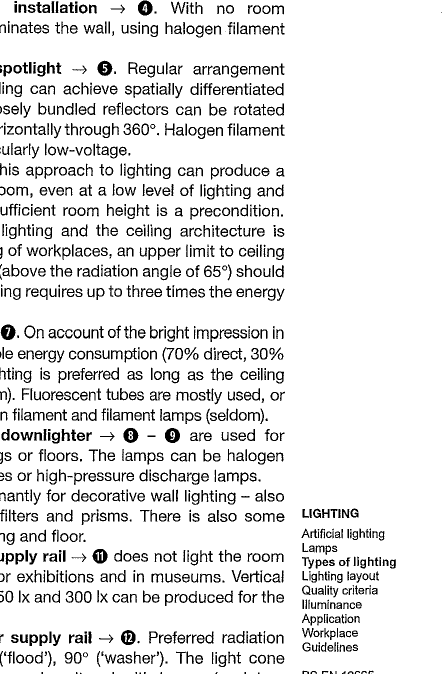 installation → ❹. With no room
minates the wall, using halogen filament
spotlight → ❺. Regular arrangement
ling can achieve spatially differentiated
osely bundled reflectors can be rotated
rizontally through 360°. Halogen filament
cularly low-voltage.
his approach to lighting can produce a
oom, even at a low level of lighting and
ufficient room height is a precondition.
lighting and the ceiling architecture is
g of workplaces, an upper limit to ceiling
(above the radiation angle of 65°) should
ting requires up to three times the energy
❼. On account of the bright impression in
ble energy consumption (70% direct, 30%
hting is preferred as long as the ceiling
m). Fluorescent tubes are mostly used, or
n filament and filament lamps (seldom).
downlighter → ❽ – ❾ are used for
gs or floors. The lamps can be halogen
es or high-pressure discharge lamps.
nantly for decorative wall lighting – also
filters and prisms. There is also some
ng and floor.
upply rail → ⓫ does not light the room
or exhibitions and in museums. Vertical
50 lx and 300 lx can be produced for the
r supply rail → ⓬. Preferred radiation
('flood'), 90° ('washer'). The light cone
LIGHTING
Artificial lighting
Lamps
Types of lighting
Lighting layout
Quality criteria
Illuminance
Application
Workplace
Guidelines